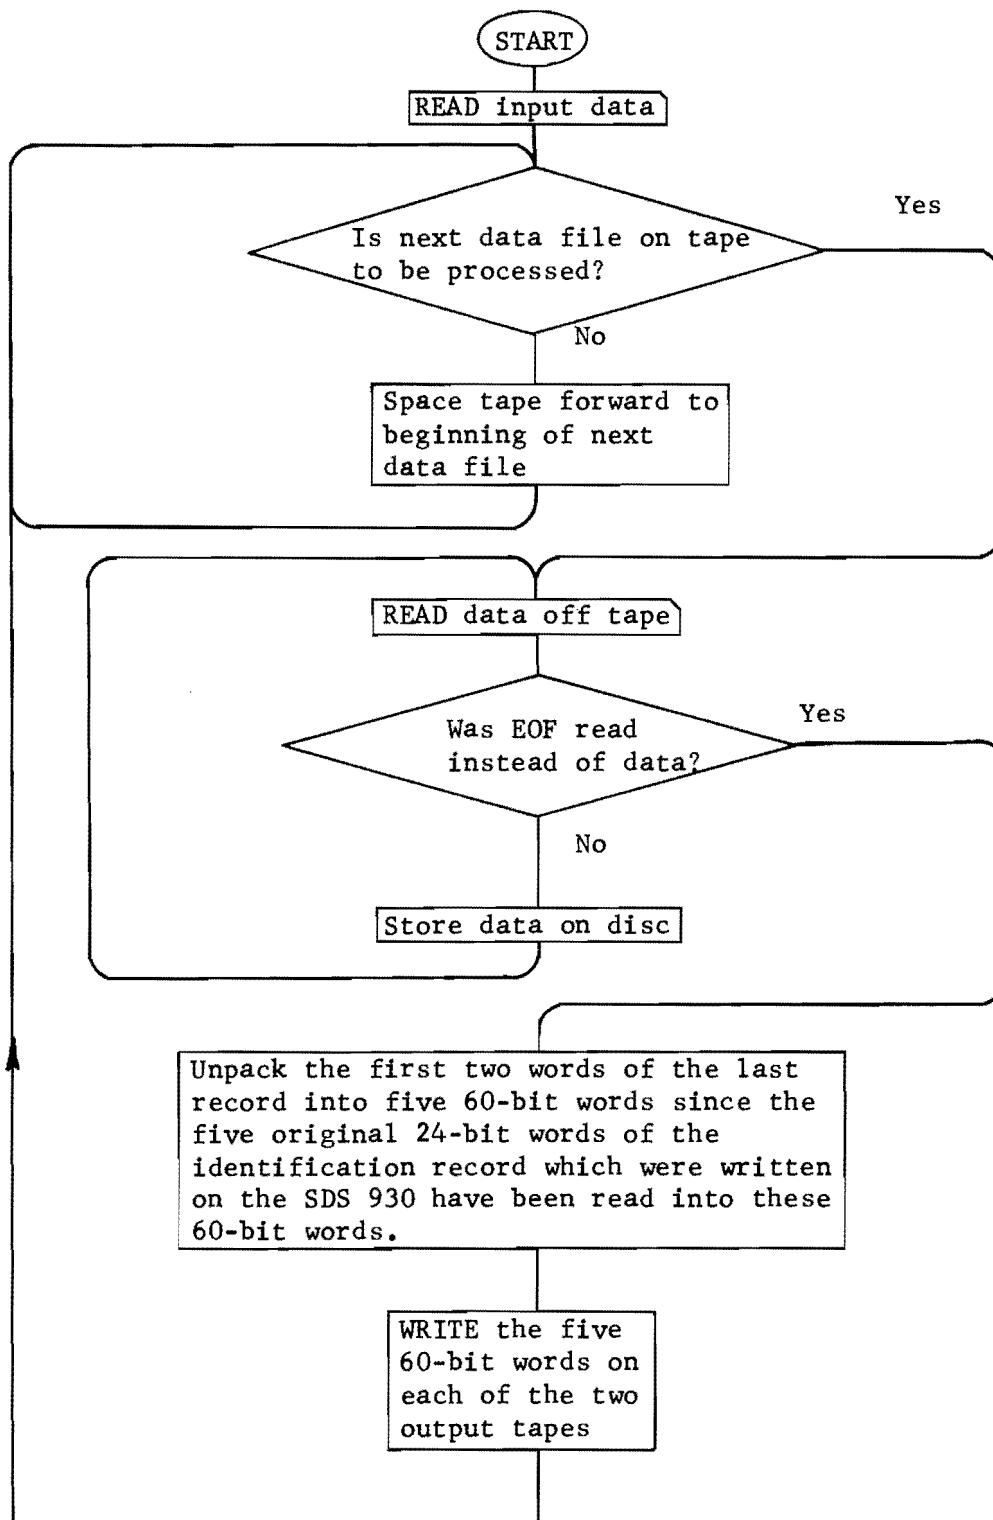 START
READ input data
Yes
Is next data file on tape
to be processed?
No
Space tape forward to
beginning of next
data file
READ data off tape
Yes
Was EOF read
instead of data?
No
Store data on disc
Unpack the first two words of the last
record into five 60-bit words since the
five original 24-bit words of the
identification record which were written
on the SDS 930 have been read into these
60-bit words.
WRITE the five
60-bit words on
each of the two
output tapes